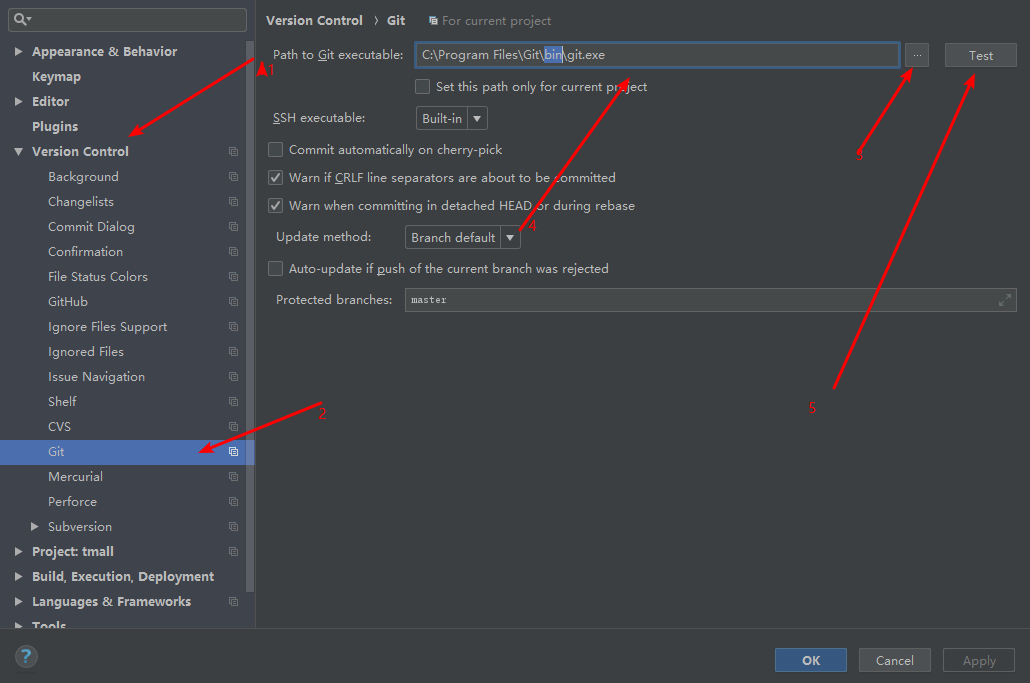 Version Control › Git For current project
Appearance & Behavior
Keymap
Editor
Plugins
Version Control
Background
Changelists
Commit Dialog
Confirmation
File Status Colors
GitHub
Ignore Files Support
Ignored Files
Issue Navigation
Shelf
CVS
Git
Mercurial
Perforce
Subversion
Project: tmall
Build, Execution, Deployment
Languages & Frameworks
Tools
Path to Git executable: C:\Program Files\Git\bin\git.exe ... Test
Set this path only for current project
SSH executable: Built-in
Commit automatically on cherry-pick
Warn if CRLF line separators are about to be committed
Warn when committing in detached HEAD or during rebase
Update method: Branch default
Auto-update if push of the current branch was rejected
Protected branches: master
1
2
3
4
5
? OK Cancel Apply